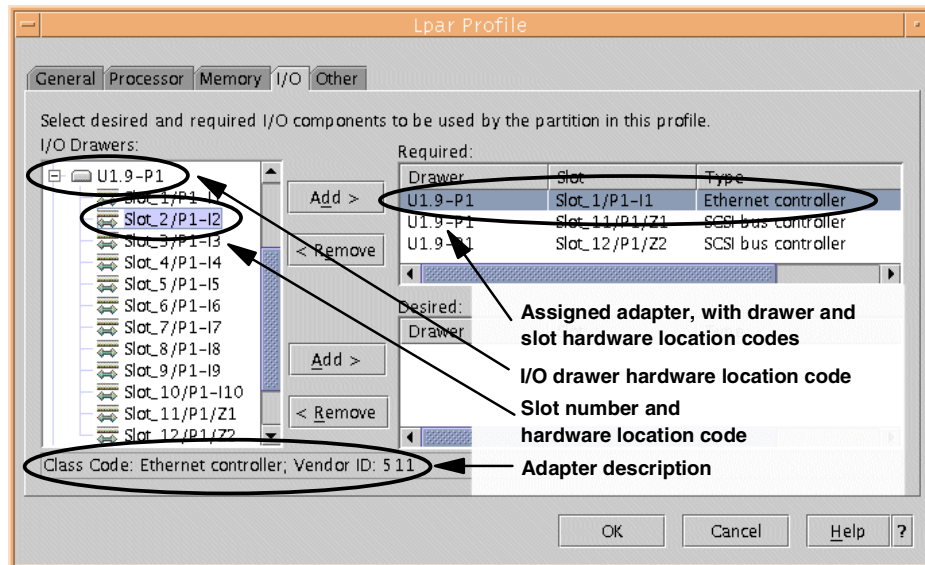 Lpar Profile
General Processor Memory I/O Other
Select desired and required I/O components to be used by the partition in this profile.
I/O Drawers:
U1.9-P1
Slot_1/P1-I1
Slot_2/P1-I2
Slot_3/P1-I3
Slot_4/P1-I4
Slot_5/P1-I5
Slot_6/P1-I6
Slot_7/P1-I7
Slot_8/P1-I8
Slot_9/P1-I9
Slot_10/P1-I10
Slot_11/P1/Z1
Slot_12/P1/Z2
Add >
< Remove
Add >
< Remove
Required:
Drawer Slot Type
U1.9-P1 Slot_1/P1-I1 Ethernet controller
U1.9-P1 Slot_11/P1/Z1 SCSI bus controller
U1.9-P1 Slot_12/P1/Z2 SCSI bus controller
Desired:
Drawer
Assigned adapter, with drawer and
slot hardware location codes
I/O drawer hardware location code
Slot number and
hardware location code
Adapter description
Class Code: Ethernet controller; Vendor ID: 511
OK Cancel Help ?